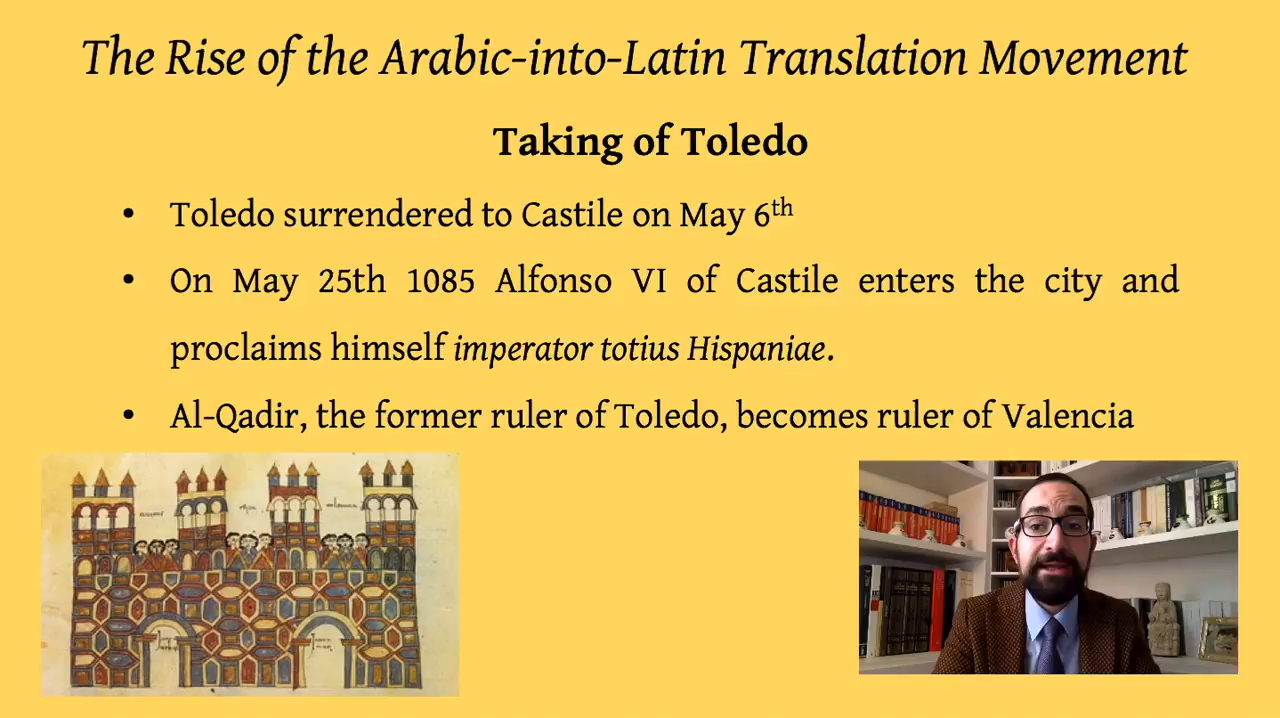 The Rise of the Arabic-into-Latin Translation Movement
Taking of Toledo
• Toledo surrendered to Castile on May 6th
• On May 25th 1085 Alfonso VI of Castile enters the city and
proclaims himself imperator totius Hispaniae.
• Al-Qadir, the former ruler of Toledo, becomes ruler of Valencia